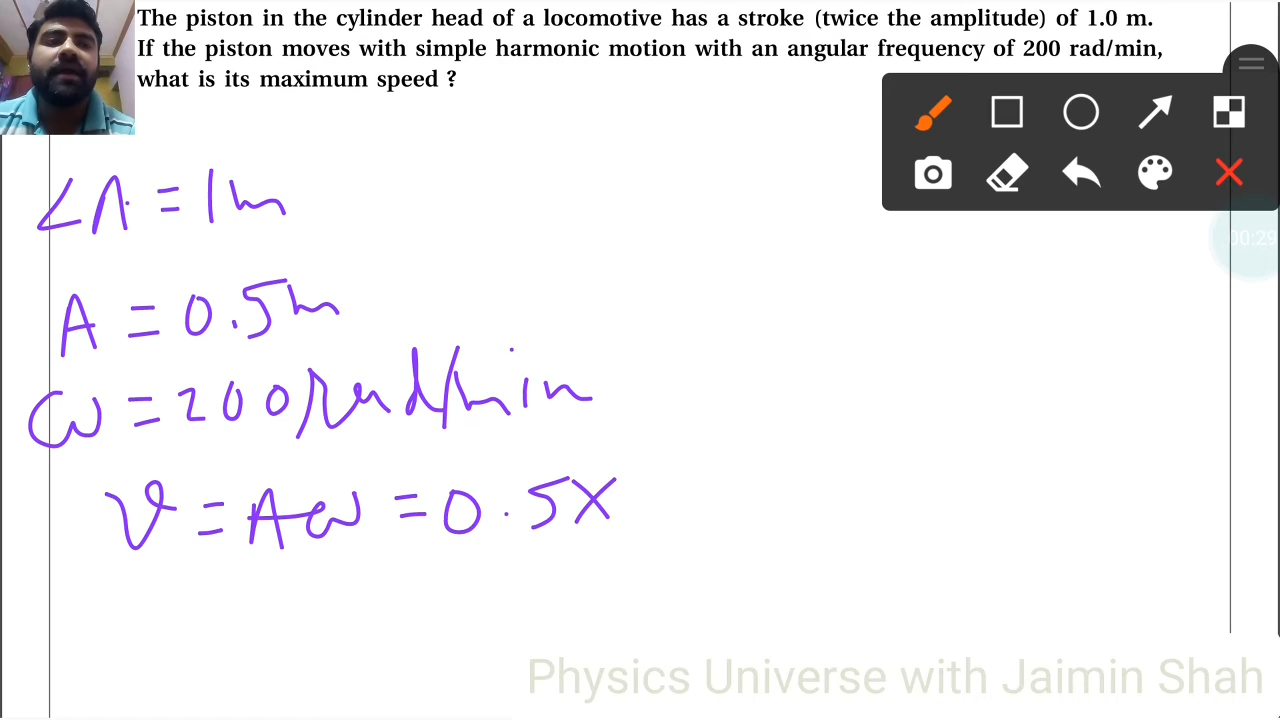 The piston in the cylinder head of a locomotive has a stroke (twice the amplitude) of 1.0 m.
If the piston moves with simple harmonic motion with an angular frequency of 200 rad/min,
what is its maximum speed ?
00:29
2A = 1m
A = 0.5m
ω = 200 rad/min
v = Aω = 0.5 ×
Physics Universe with Jaimin Shah